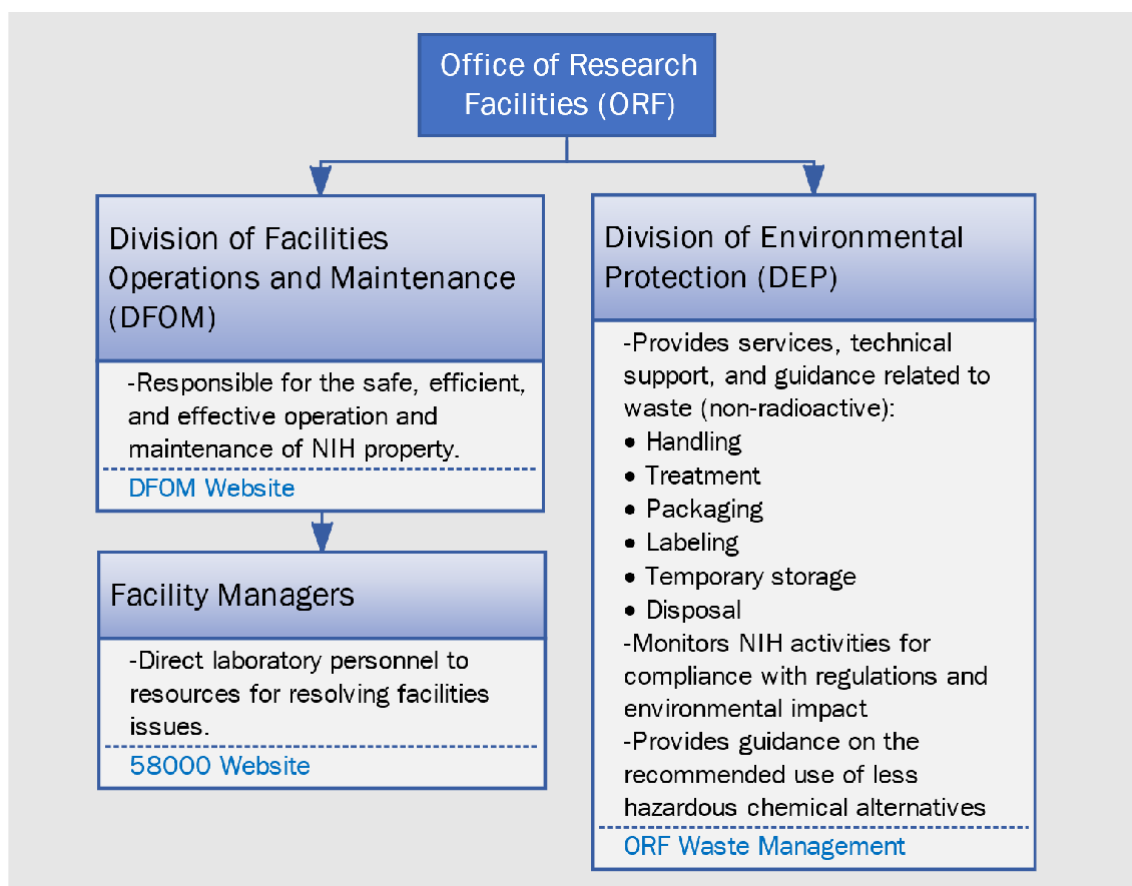 Office of Research
Facilities (ORF)
Division of Facilities
Operations and Maintenance
(DFOM)
-Responsible for the safe, efficient,
and effective operation and
maintenance of NIH property.
DFOM Website
Facility Managers
-Direct laboratory personnel to
resources for resolving facilities
issues.
58000 Website
Division of Environmental
Protection (DEP)
-Provides services, technical
support, and guidance related to
waste (non-radioactive):
• Handling
• Treatment
• Packaging
• Labeling
• Temporary storage
• Disposal
-Monitors NIH activities for
compliance with regulations and
environmental impact
-Provides guidance on the
recommended use of less
hazardous chemical alternatives
ORF Waste Management